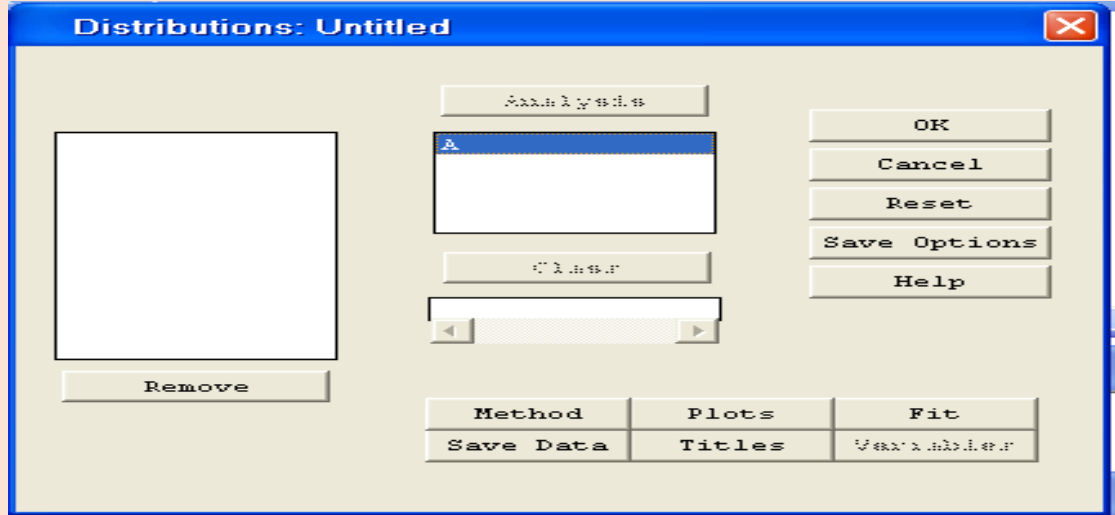 Distributions: Untitled
Analysis
A
Class
Remove
OK
Cancel
Reset
Save Options
Help
Method Plots Fit
Save Data Titles Variables